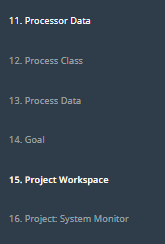 11. Processor Data
12. Process Class
13. Process Data
14. Goal
15. Project Workspace
16. Project: System Monitor